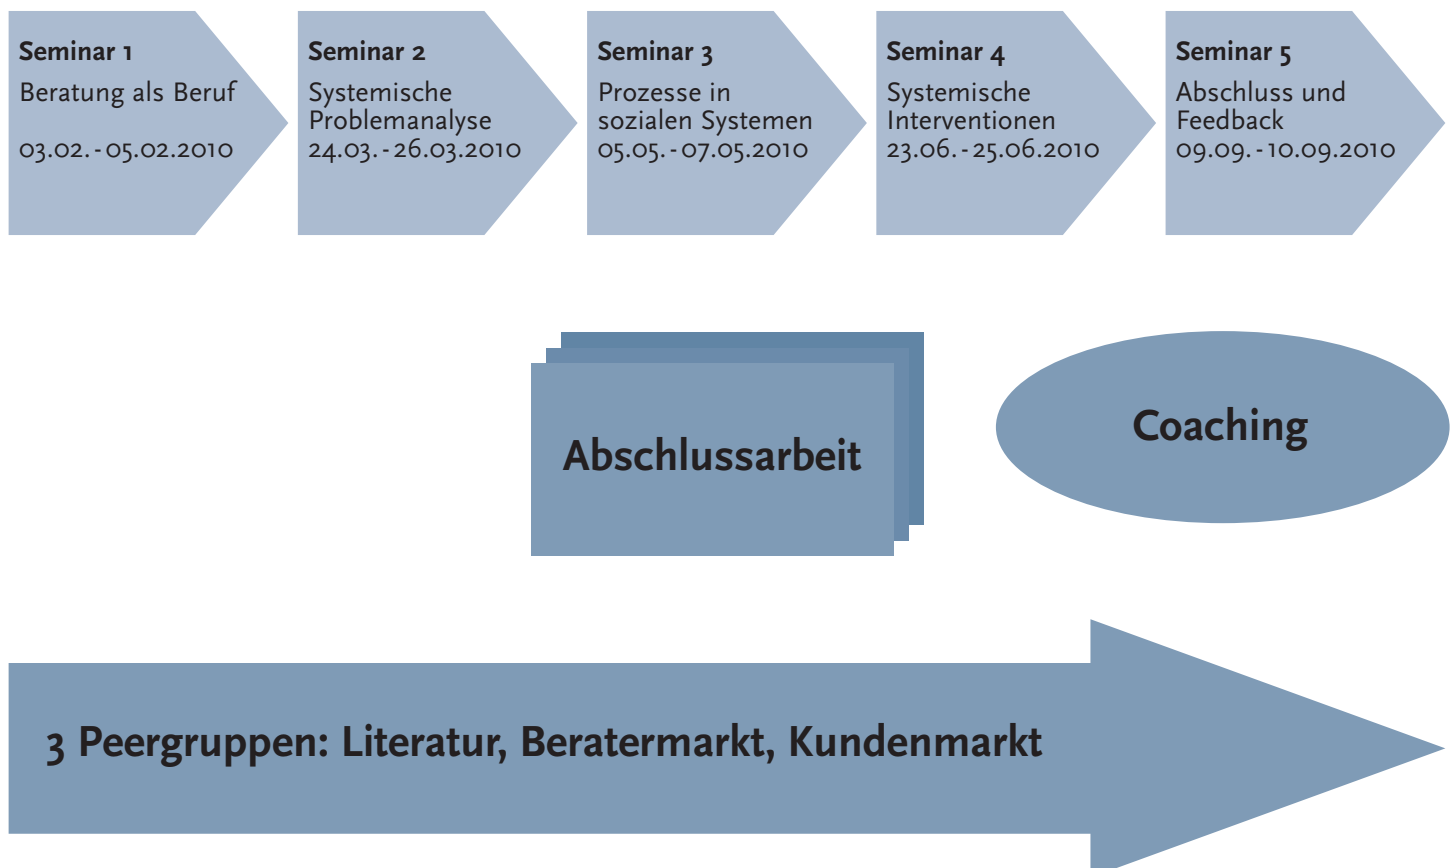 Seminar 1
Beratung als Beruf
03.02. - 05.02.2010
Seminar 2
Systemische
Problemanalyse
24.03. - 26.03.2010
Seminar 3
Prozesse in
sozialen Systemen
05.05. - 07.05.2010
Seminar 4
Systemische
Interventionen
23.06. - 25.06.2010
Seminar 5
Abschluss und
Feedback
09.09. - 10.09.2010
Abschlussarbeit
Coaching
3 Peergruppen: Literatur, Beratermarkt, Kundenmarkt